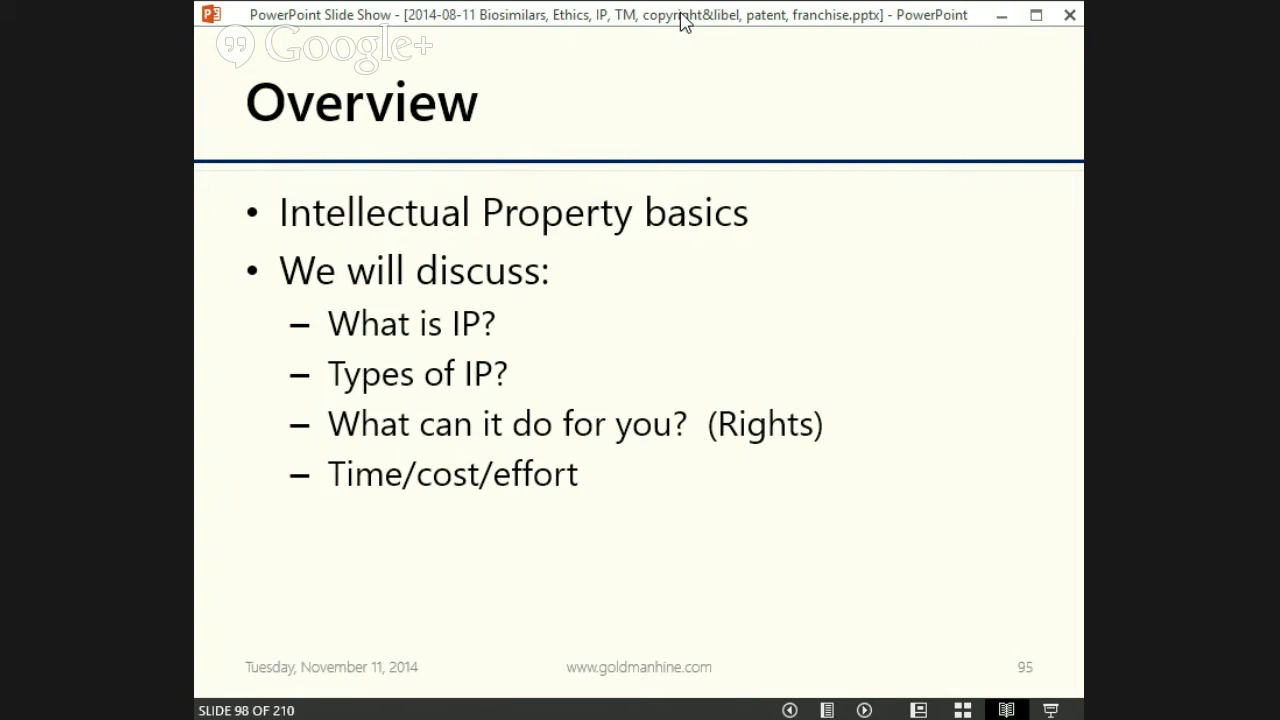 PowerPoint Slide Show - [2014-08-11 Biosimilars, Ethics, IP, TM, copyright&libel, patent, franchise.pptx] - PowerPoint
Google+
Overview
• Intellectual Property basics
• We will discuss:
– What is IP?
– Types of IP?
– What can it do for you? (Rights)
– Time/cost/effort
Tuesday, November 11, 2014 www.goldmanhine.com 95
SLIDE 98 OF 210